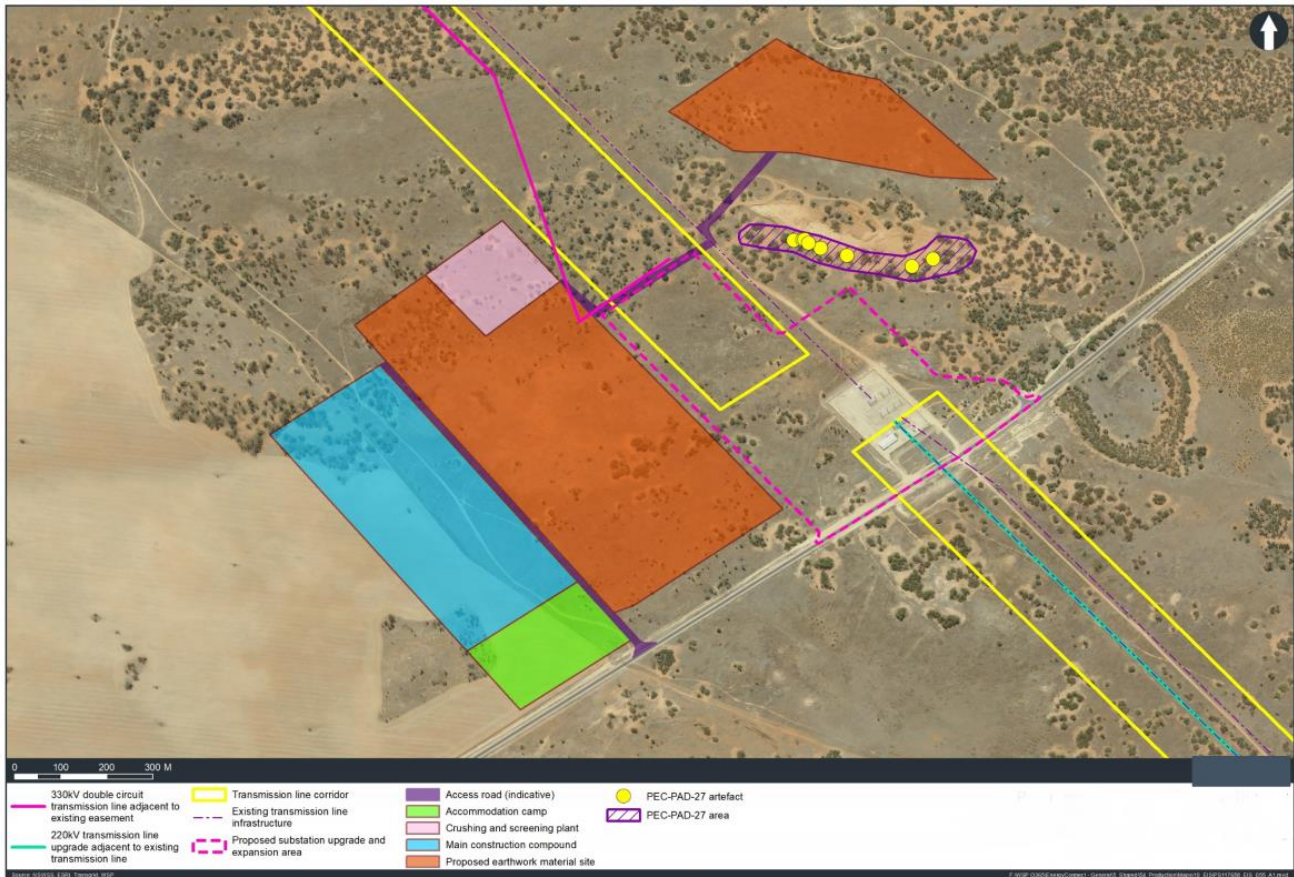 0 100 200 300 M
330kV double circuit
transmission line adjacent to
existing easement
220kV transmission line
upgrade adjacent to existing
transmission line
Transmission line corridor
Existing transmission line
infrastructure
Proposed substation upgrade and
expansion area
Access road (indicative)
Accommodation camp
Crushing and screening plant
Main construction compound
Proposed earthwork material site
PEC-PAD-27 artefact
PEC-PAD-27 area